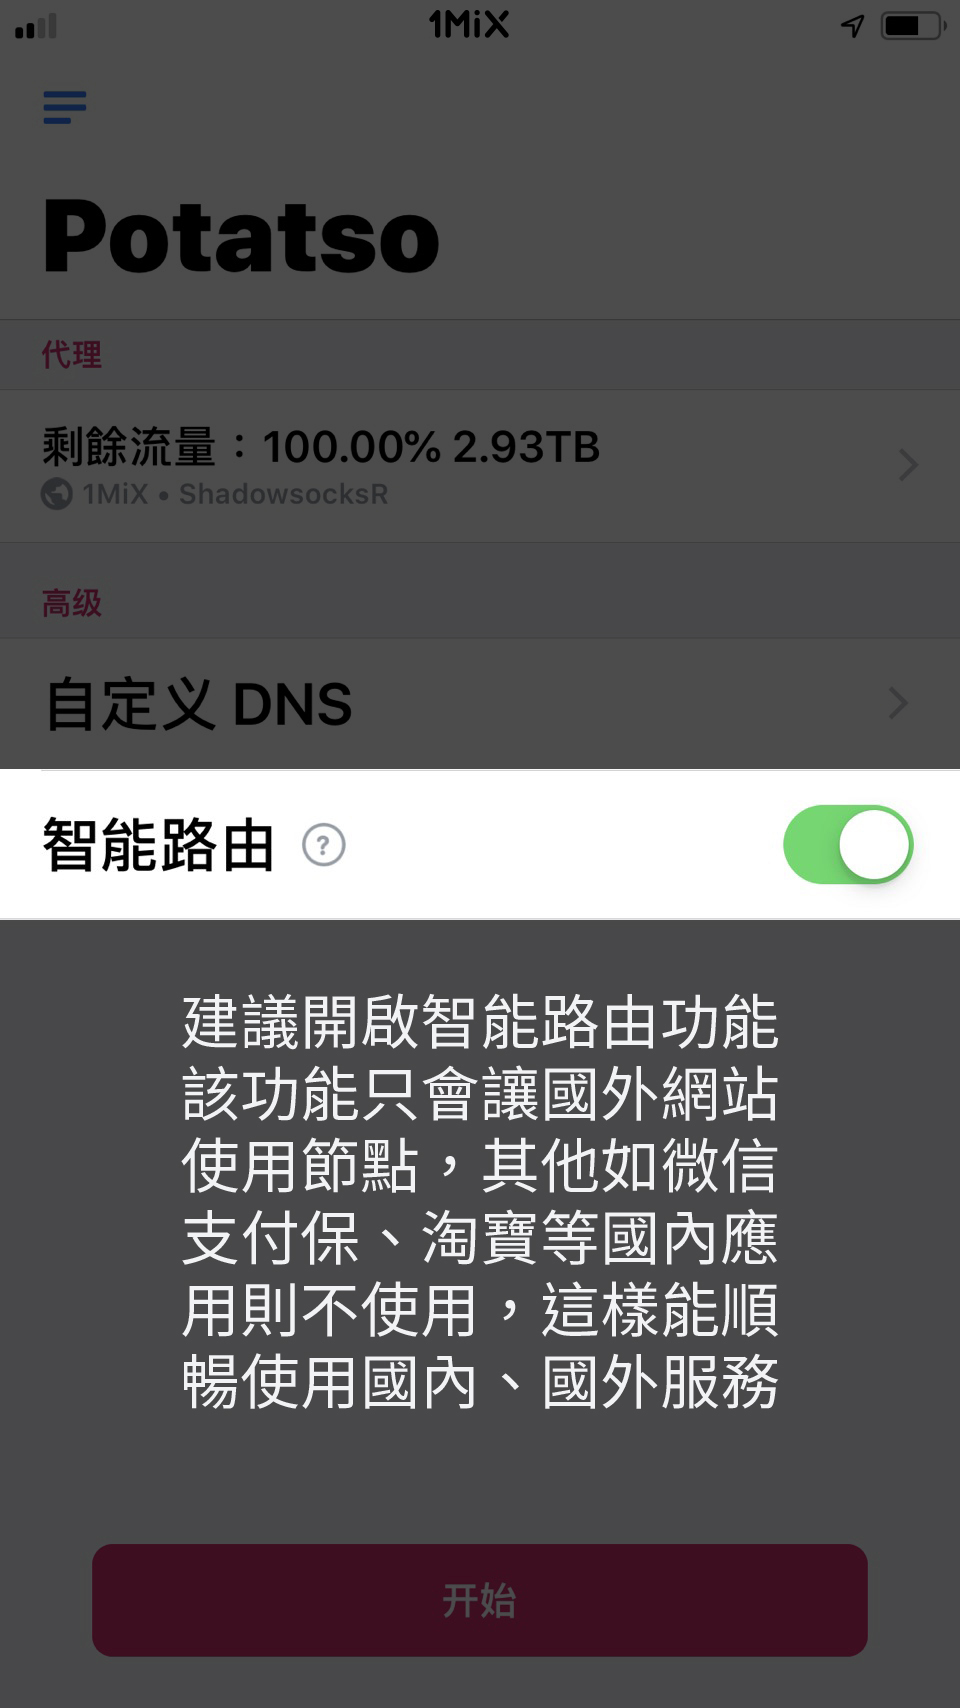 1MiX
Potatso
代理
剩餘流量：100.00% 2.93TB
1MiX • ShadowsocksR
高级
自定义 DNS
智能路由 ?
建議開啟智能路由功能
該功能只會讓國外網站
使用節點，其他如微信
支付保、淘寶等國內應
用則不使用，這樣能順
暢使用國內、國外服務
开始